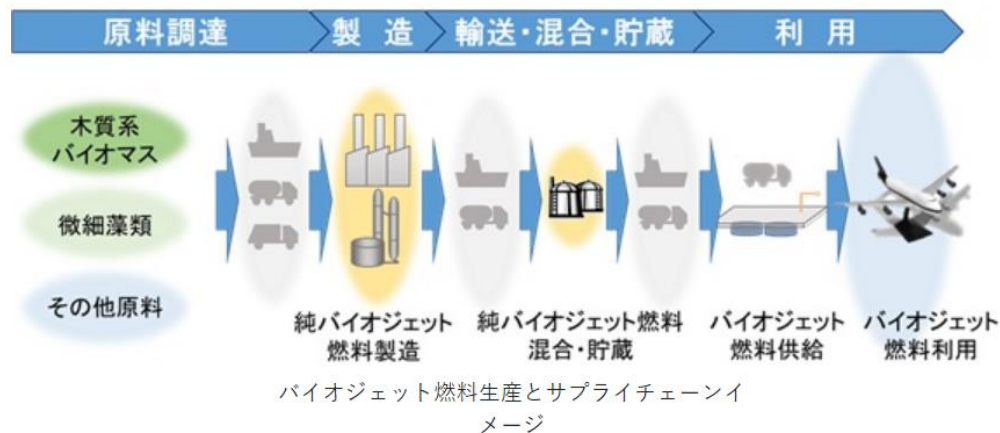 原料調達
製造
輸送・混合・貯蔵
利用
木質系
バイオマス
微細藻類
その他原料
純バイオジェット
燃料製造
純バイオジェット燃料
混合・貯蔵
バイオジェット
燃料供給
バイオジェット
燃料利用
バイオジェット燃料生産とサプライチェーンイ
メージ